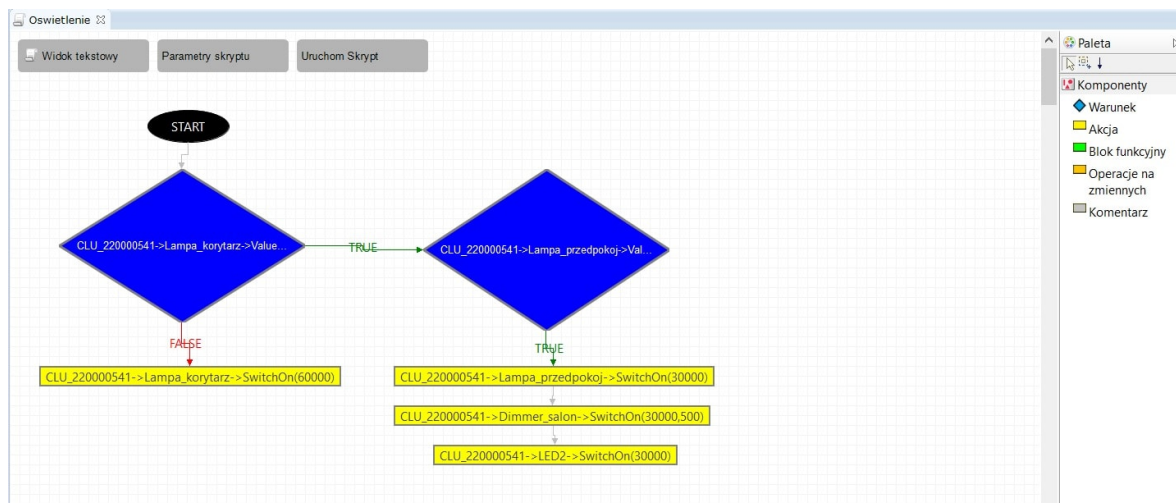 Oswietlenie
Widok tekstowy
Parametry skryptu
Uruchom Skrypt
START
CLU_220000541->Lampa_korytarz->Value...
TRUE
CLU_220000541->Lampa_przedpokoj->Val...
FALSE
TRUE
CLU_220000541->Lampa_korytarz->SwitchOn(60000)
CLU_220000541->Lampa_przedpokoj->SwitchOn(30000)
CLU_220000541->Dimmer_salon->SwitchOn(30000,500)
CLU_220000541->LED2->SwitchOn(30000)
Paleta
Komponenty
Warunek
Akcja
Blok funkcyjny
Operacje na
zmiennych
Komentarz